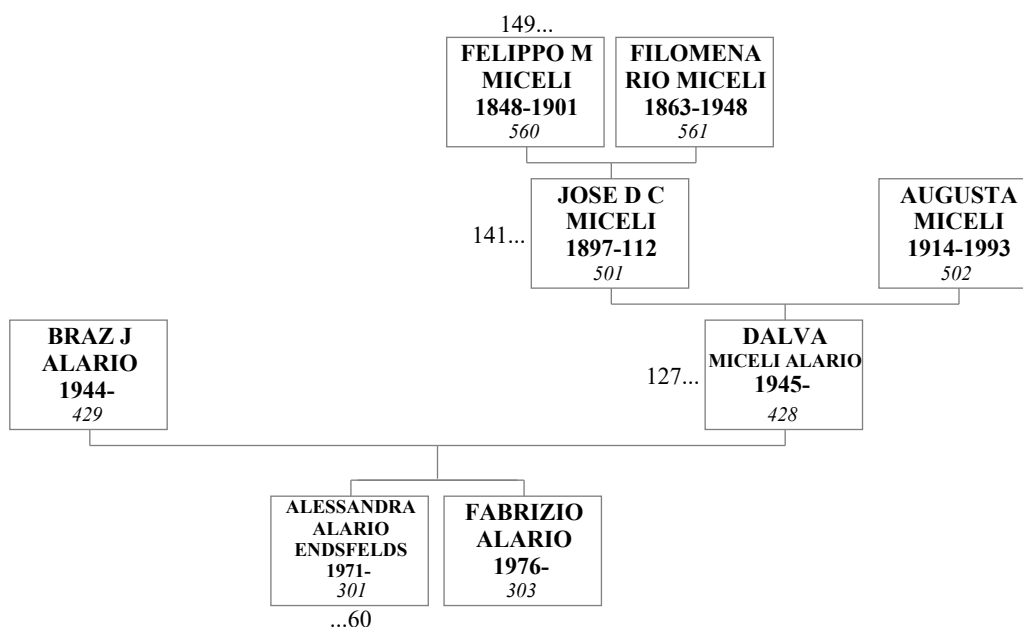 149...
FELIPPO M
MICELI
1848-1901
560
FILOMENA
RIO MICELI
1863-1948
561
141...
JOSE D C
MICELI
1897-112
501
AUGUSTA
MICELI
1914-1993
502
BRAZ J
ALARIO
1944-
429
127...
DALVA
MICELI ALARIO
1945-
428
ALESSANDRA
ALARIO
ENDSFELDS
1971-
301
FABRIZIO
ALARIO
1976-
303
...60